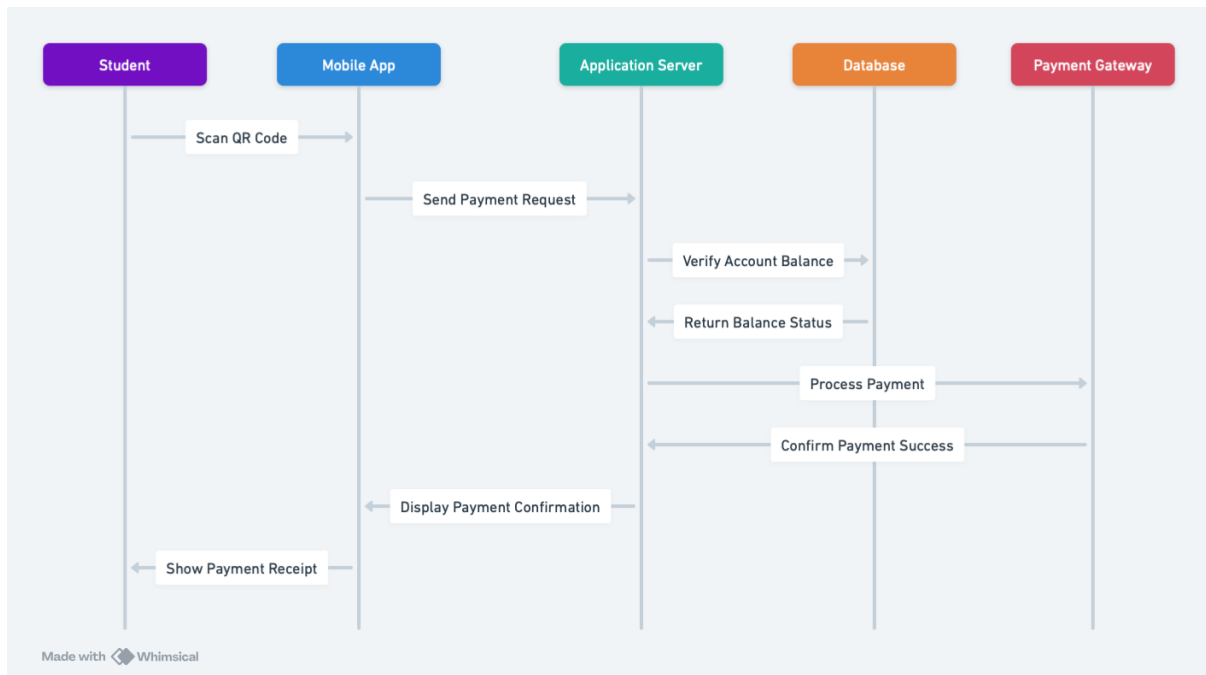 Student
Mobile App
Application Server
Database
Payment Gateway
Scan QR Code
Send Payment Request
Verify Account Balance
Return Balance Status
Process Payment
Confirm Payment Success
Display Payment Confirmation
Show Payment Receipt
Made with Whimsical